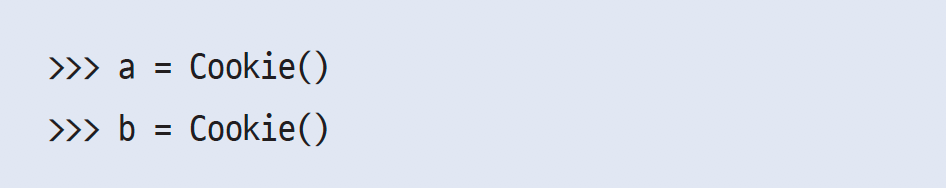 >>> a = Cookie()
>>> b = Cookie()